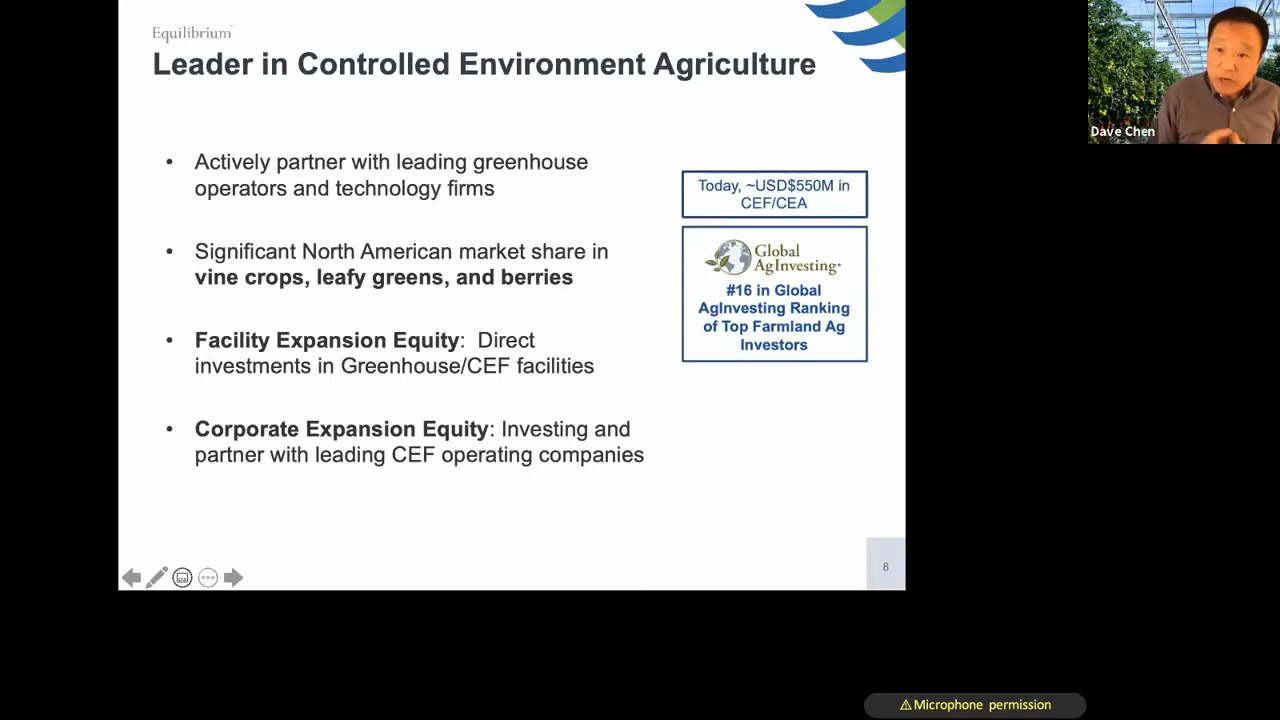 Equilibrium™
Leader in Controlled Environment Agriculture
• Actively partner with leading greenhouse
operators and technology firms
• Significant North American market share in
vine crops, leafy greens, and berries
• Facility Expansion Equity:  Direct
investments in Greenhouse/CEF facilities
• Corporate Expansion Equity: Investing and
partner with leading CEF operating companies
Today, ~USD$550M in
CEF/CEA
Global
AgInvesting
#16 in Global
AgInvesting Ranking
of Top Farmland Ag
Investors
8
Dave Chen
⚠Microphone permission